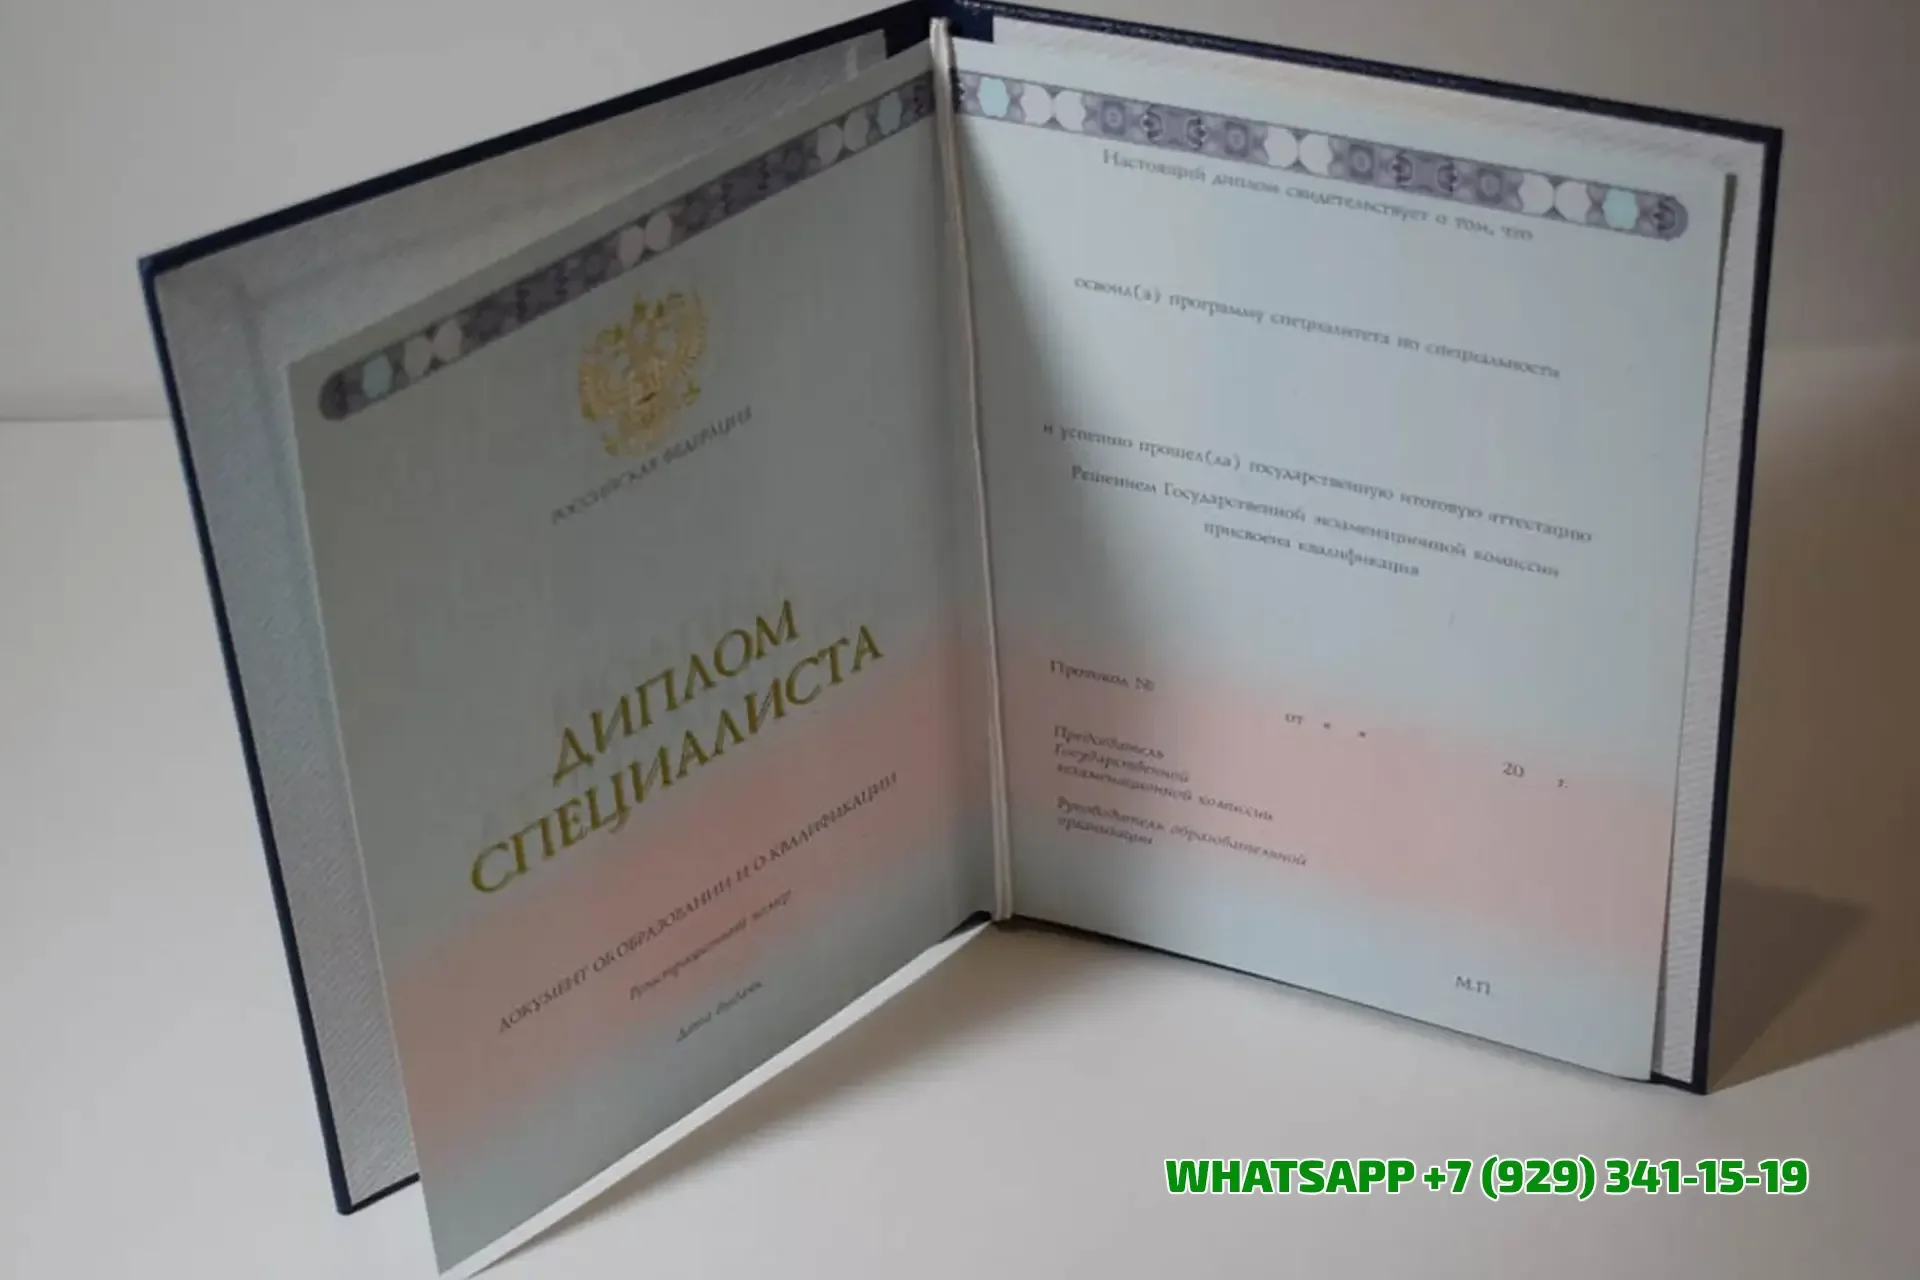 РОССИЙСКАЯ ФЕДЕРАЦИЯ
ДИПЛОМ
СПЕЦИАЛИСТА
ДОКУМЕНТ ОБ ОБРАЗОВАНИИ И О КВАЛИФИКАЦИИ
Регистрационный номер
Дата выдачи
Настоящий диплом свидетельствует о том, что
освоил(а) программу специалитета по специальности
и успешно прошел(ла) государственную итоговую аттестацию
Решением Государственной экзаменационной комиссии
присвоена квалификация
Протокол №
от « » 20 г.
Председатель
Государственной
экзаменационной комиссии
Руководитель образовательной
организации
М.П.
WHATSAPP +7 (929) 341-15-19